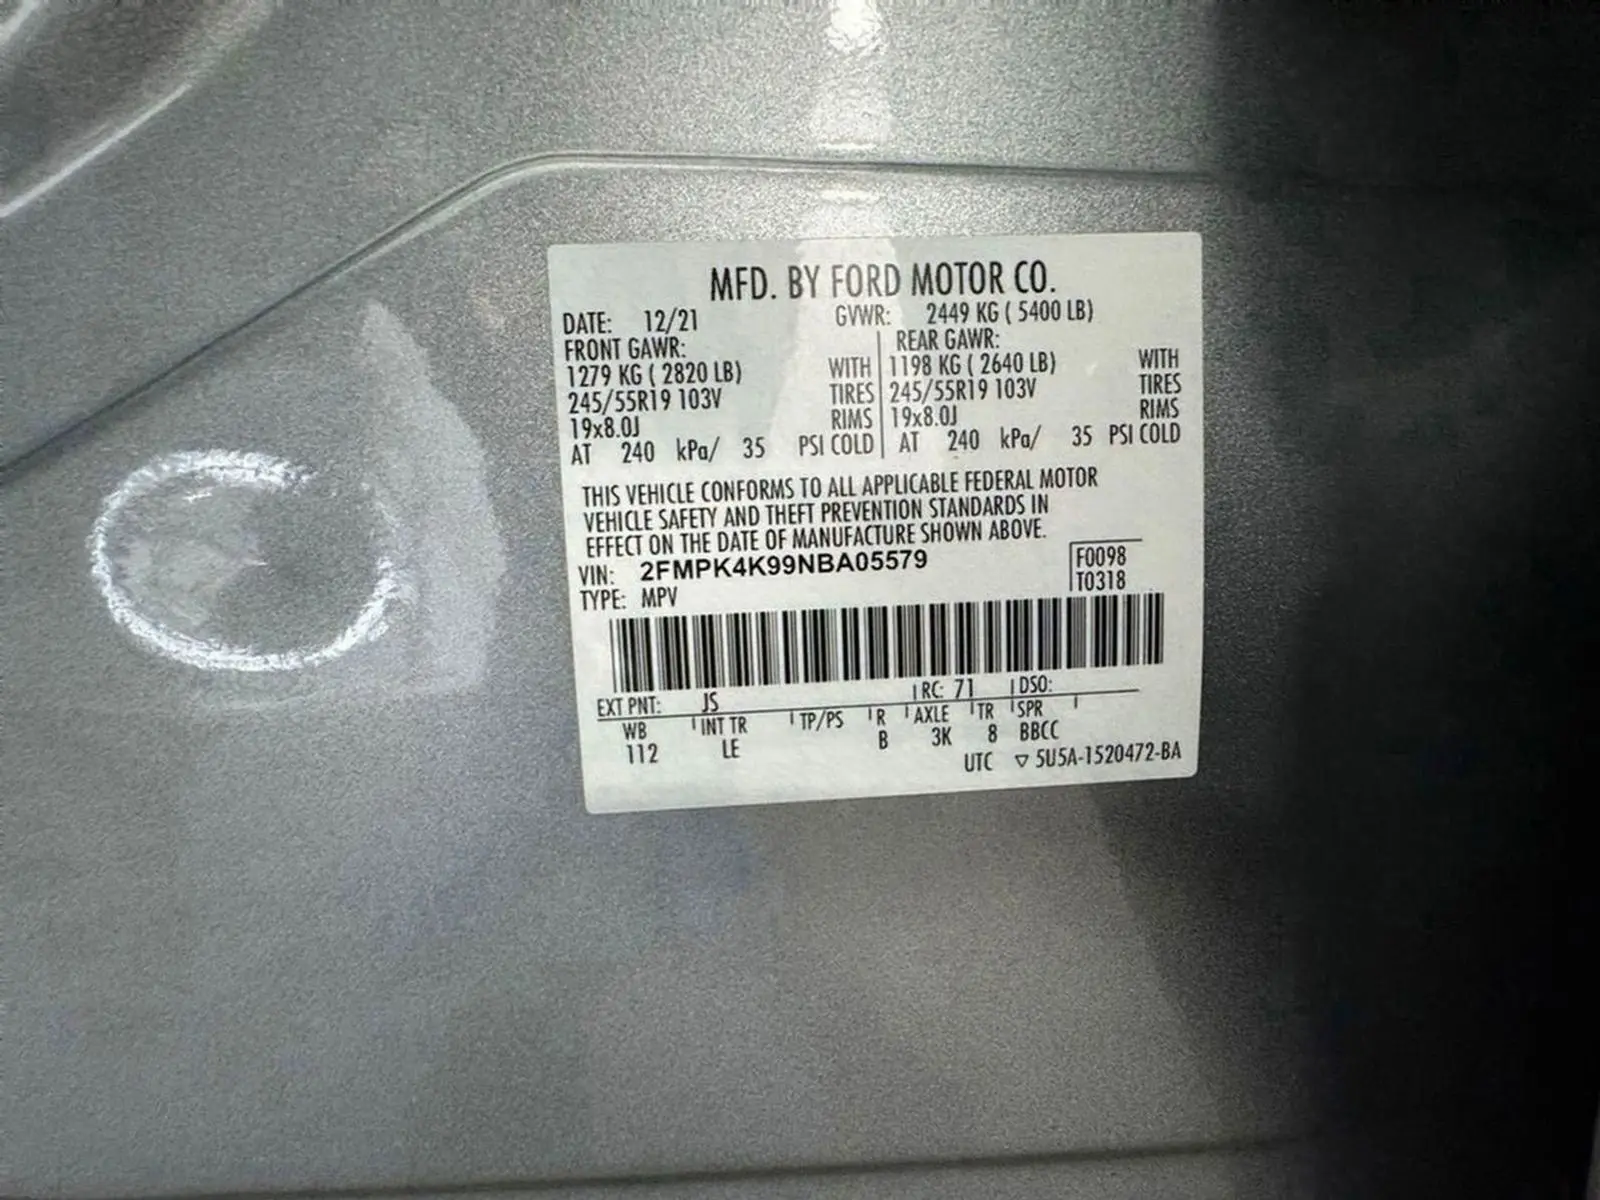 MFD. BY FORD MOTOR CO.
DATE: 12/21 GVWR: 2449 KG ( 5400 LB)
FRONT GAWR: REAR GAWR:
1279 KG ( 2820 LB) WITH 1198 KG ( 2640 LB) WITH
245/55R19 103V TIRES 245/55R19 103V TIRES
19x8.0J RIMS 19x8.0J RIMS
AT 240 kPa/ 35 PSI COLD AT 240 kPa/ 35 PSI COLD
THIS VEHICLE CONFORMS TO ALL APPLICABLE FEDERAL MOTOR
VEHICLE SAFETY AND THEFT PREVENTION STANDARDS IN
EFFECT ON THE DATE OF MANUFACTURE SHOWN ABOVE.
VIN: 2FMPK4K99NBA05579 F0098
TYPE: MPV T0318
EXT PNT: JS RC: 71 DSO:
WB INT TR TP/PS R AXLE TR SPR
112 LE B 3K 8 BBCC
UTC ▽ 5U5A-1520472-BA